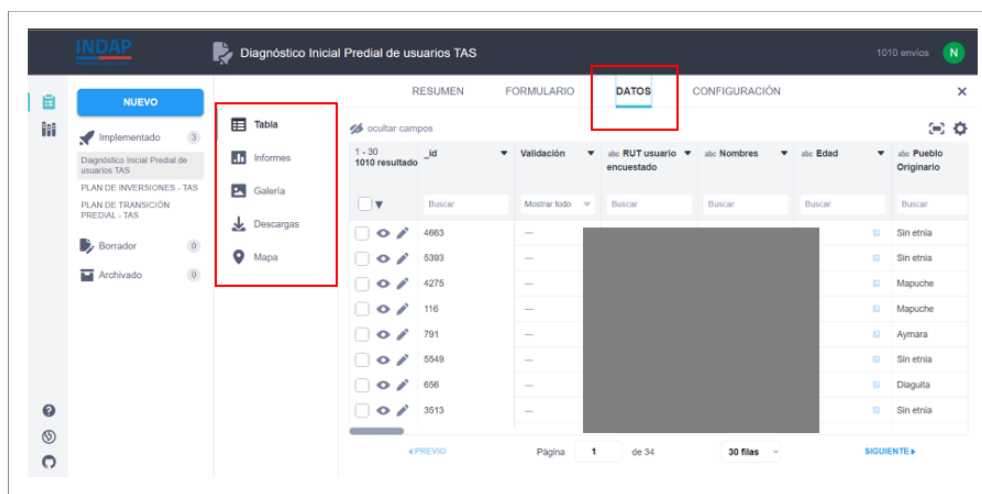 INDAP
Diagnóstico Inicial Predial de usuarios TAS
1010 envíos
N
NUEVO
Implementado 3
Diagnóstico Inicial Predial de
usuarios TAS
PLAN DE INVERSIONES - TAS
PLAN DE TRANSICIÓN
PREDIAL - TAS
Borrador 0
Archivado 0
Tabla
Informes
Galería
Descargas
Mapa
RESUMEN FORMULARIO DATOS CONFIGURACIÓN
ocultar campos
1 - 30
1010 resultado
_id Validación abc RUT usuario
encuestado
abc Nombres abc Edad abc Pueblo
Originario
Buscar Mostrar todo Buscar Buscar Buscar Buscar
4663 — Sin etnia
5393 — Sin etnia
4275 — Mapuche
116 — Mapuche
791 — Aymara
5549 — Sin etnia
656 — Diaguita
3513 — Sin etnia
PREVIO Página 1 de 34 30 filas SIGUIENTE